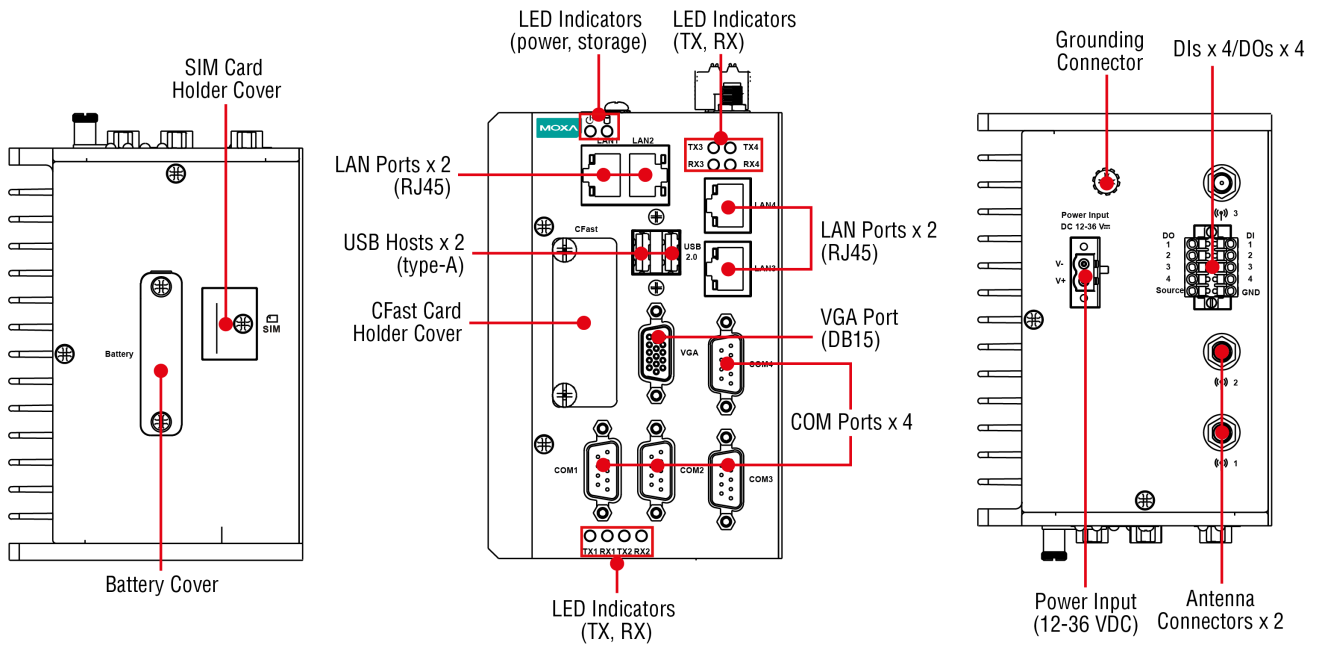 SIM Card
Holder Cover
Battery
SIM
Battery Cover
LED Indicators
(power, storage)
LED Indicators
(TX, RX)
MOXA
LAN1 LAN2
TX3 TX4
RX3 RX4
LAN Ports x 2
(RJ45)
LAN4
CFast
USB
2.0
LAN Ports x 2
(RJ45)
USB Hosts x 2
(type-A)
LAN3
CFast Card
Holder Cover
VGA Port
(DB15)
VGA
COM4
COM Ports x 4
COM1
COM2
COM3
TX1 RX1 TX2 RX2
LED Indicators
(TX, RX)
Grounding
Connector
DIs x 4/DOs x 4
3
Power Input
DC 12-36 V
DO DI
1 1
2 2
3 3
4 4
Source GND
V-
V+
2
1
Power Input
(12-36 VDC)
Antenna
Connectors x 2